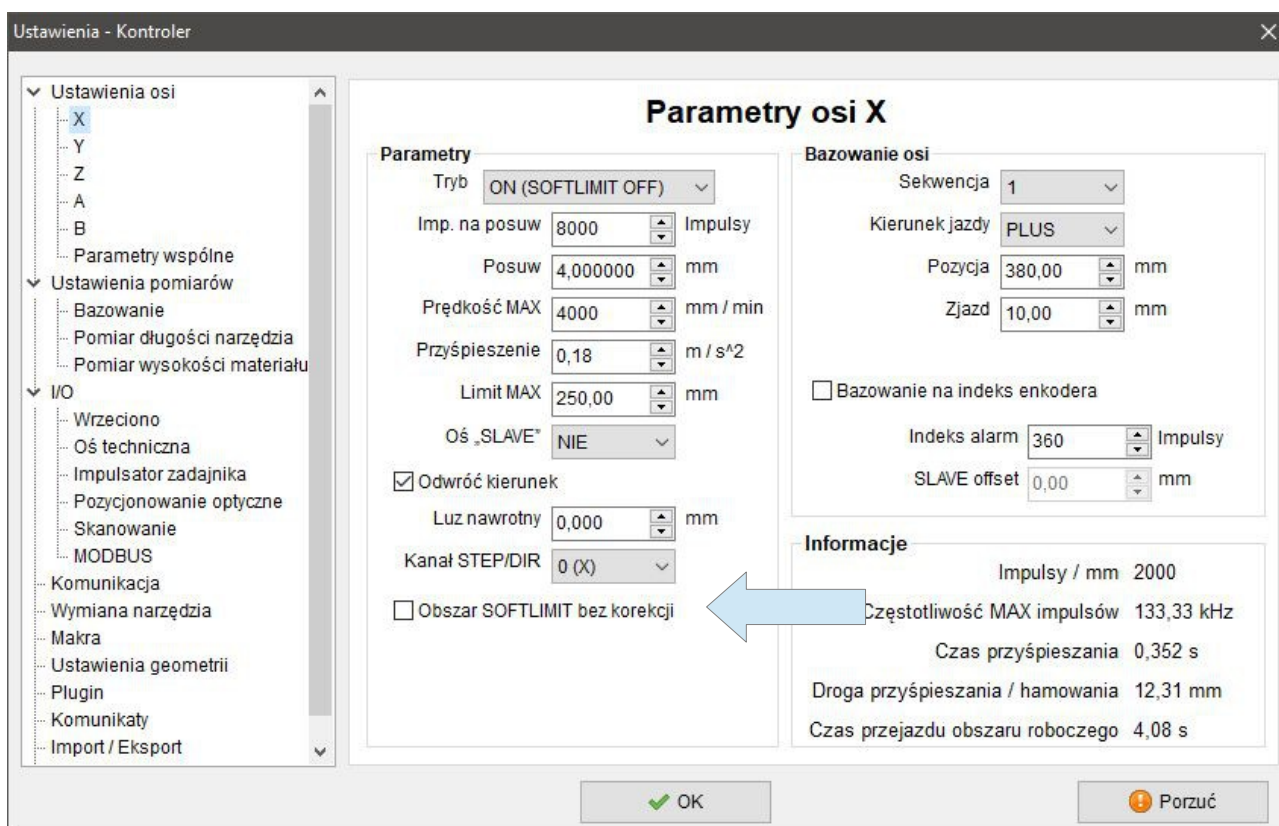 Ustawienia - Kontroler
Ustawienia osi
X
Y
Z
A
B
Parametry wspólne
Ustawienia pomiarów
Bazowanie
Pomiar długości narzędzia
Pomiar wysokości materiału
I/O
Wrzeciono
Oś techniczna
Impulsator zadajnika
Pozycjonowanie optyczne
Skanowanie
MODBUS
Komunikacja
Wymiana narzędzia
Makra
Ustawienia geometrii
Plugin
Komunikaty
Import / Eksport
Parametry osi X
Parametry
Tryb ON (SOFTLIMIT OFF)
Imp. na posuw 8000 Impulsy
Posuw 4,000000 mm
Prędkość MAX 4000 mm / min
Przyśpieszenie 0,18 m / s^2
Limit MAX 250,00 mm
Oś „SLAVE” NIE
Odwróć kierunek
Luz nawrotny 0,000 mm
Kanał STEP/DIR 0 (X)
Obszar SOFTLIMIT bez korekcji
Bazowanie osi
Sekwencja 1
Kierunek jazdy PLUS
Pozycja 380,00 mm
Zjazd 10,00 mm
Bazowanie na indeks enkodera
Indeks alarm 360 Impulsy
SLAVE offset 0,00 mm
Informacje
Impulsy / mm 2000
Częstotliwość MAX impulsów 133,33 kHz
Czas przyśpieszania 0,352 s
Droga przyśpieszania / hamowania 12,31 mm
Czas przejazdu obszaru roboczego 4,08 s
OK
Porzuć